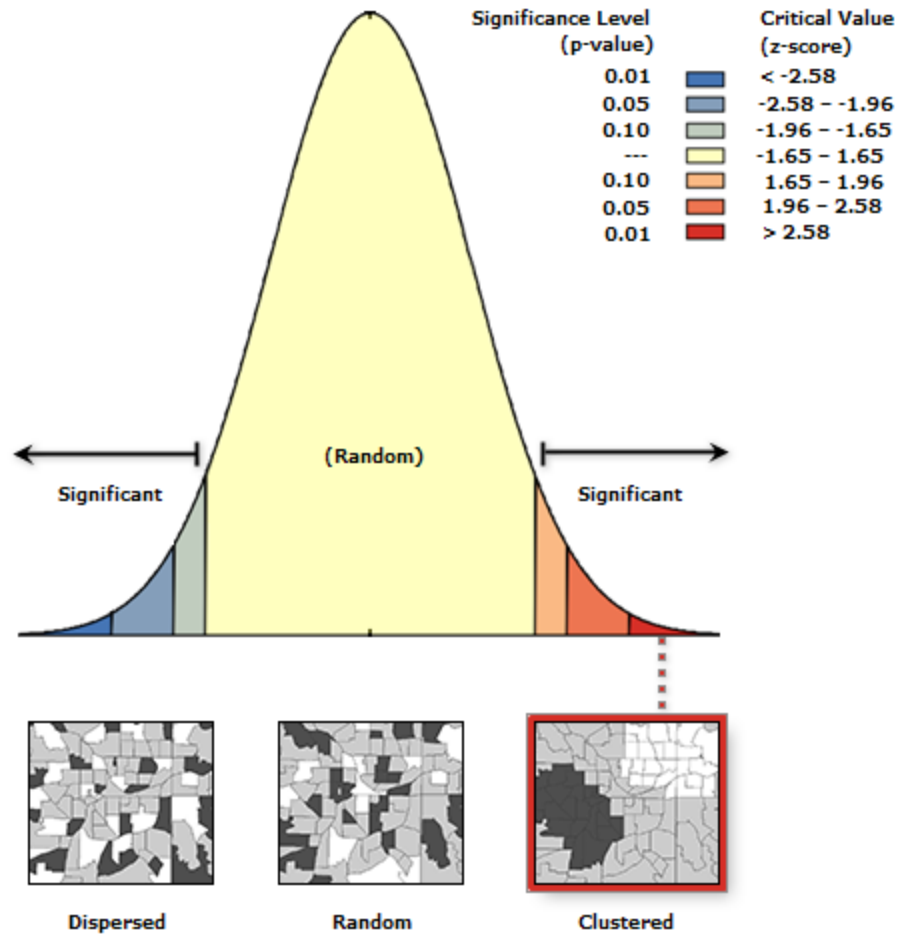 Significance Level
(p-value)
Critical Value
(z-score)
0.01 < -2.58
0.05 -2.58 – -1.96
0.10 -1.96 – -1.65
--- -1.65 – 1.65
0.10 1.65 – 1.96
0.05 1.96 – 2.58
0.01 > 2.58
(Random)
Significant
Significant
Dispersed
Random
Clustered